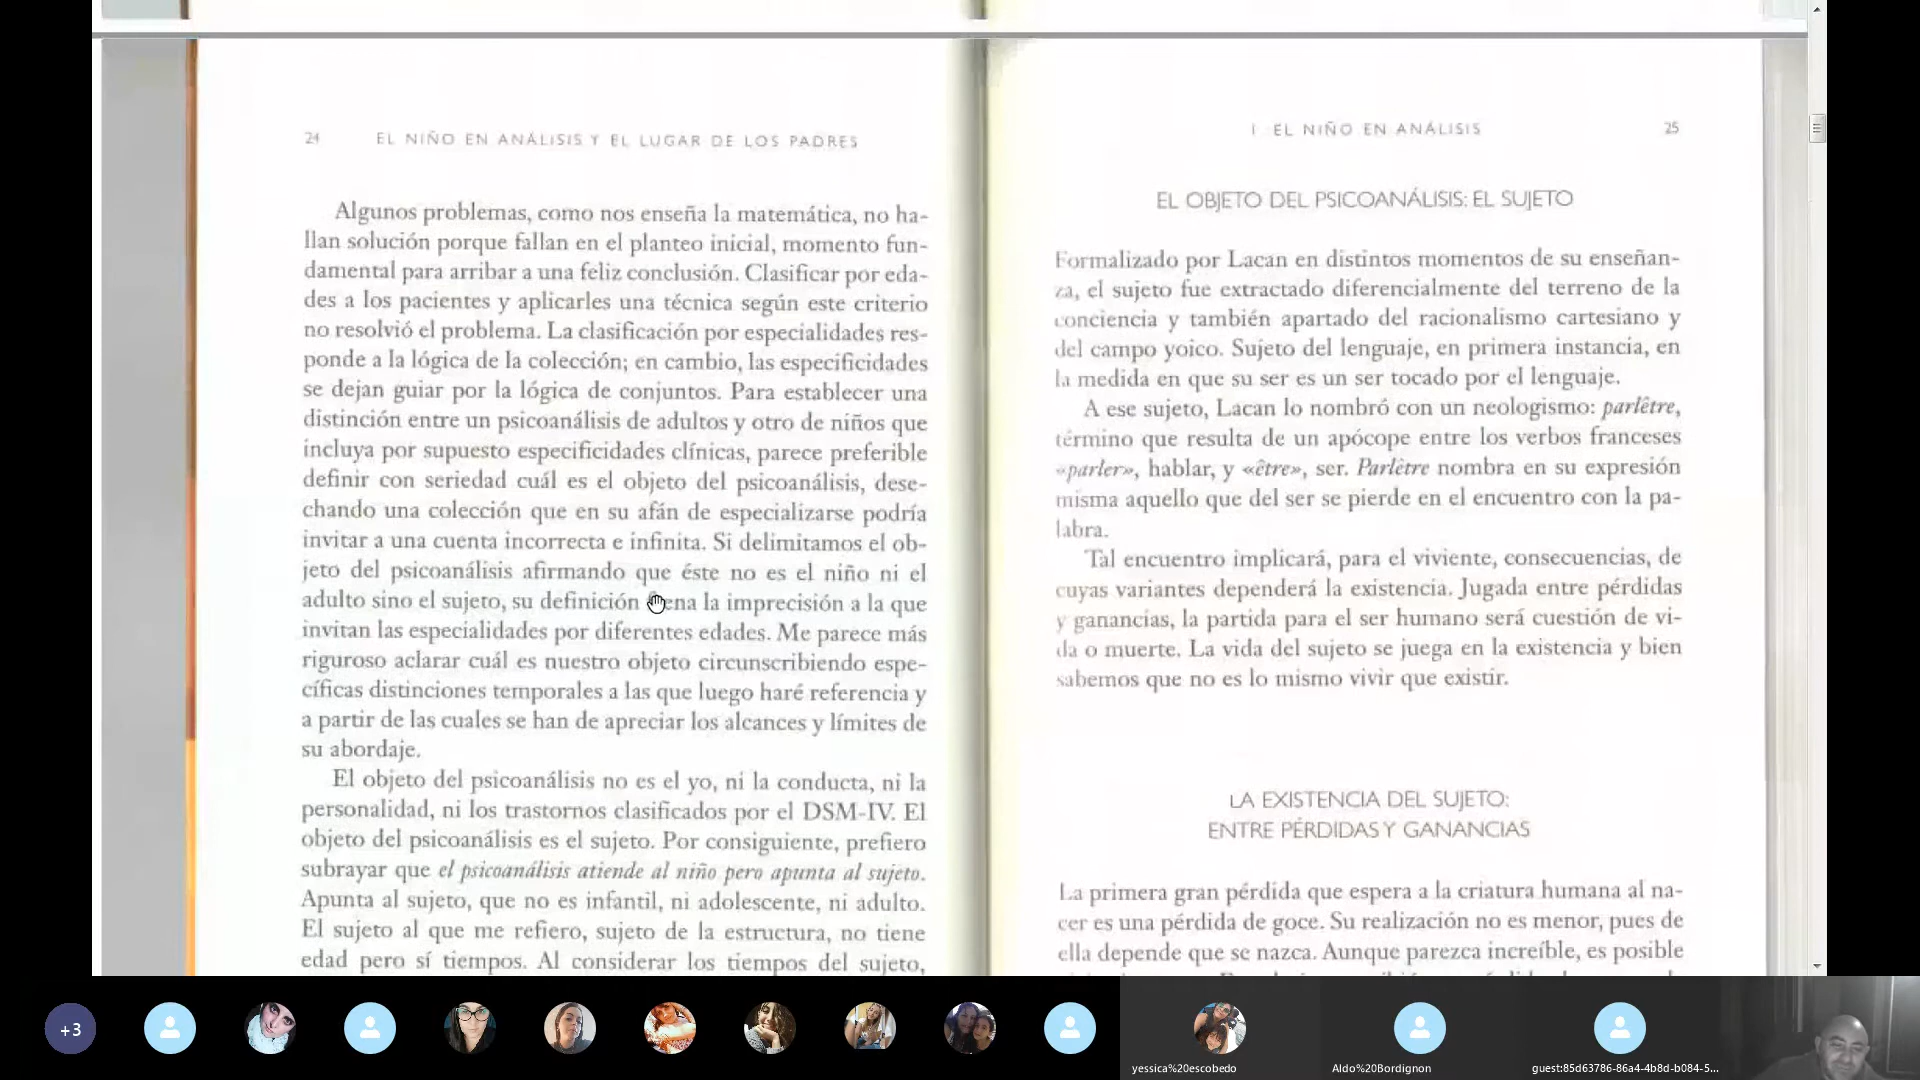 24 EL NIÑO EN ANÁLISIS Y EL LUGAR DE LOS PADRES
Algunos problemas, como nos enseña la matemática, no ha-
llan solución porque fallan en el planteo inicial, momento fun-
damental para arribar a una feliz conclusión. Clasificar por eda-
des a los pacientes y aplicarles una técnica según este criterio
no resolvió el problema. La clasificación por especialidades res-
ponde a la lógica de la colección; en cambio, las especificidades
se dejan guiar por la lógica de conjuntos. Para establecer una
distinción entre un psicoanálisis de adultos y otro de niños que
incluya por supuesto especificidades clínicas, parece preferible
definir con seriedad cuál es el objeto del psicoanálisis, dese-
chando una colección que en su afán de especializarse podría
invitar a una cuenta incorrecta e infinita. Si delimitamos el ob-
jeto del psicoanálisis afirmando que éste no es el niño ni el
adulto sino el sujeto, su definición la imprecisión a la que
invitan las especialidades por diferentes edades. Me parece más
riguroso aclarar cuál es nuestro objeto circunscribiendo espe-
cíficas distinciones temporales a las que luego haré referencia y
a partir de las cuales se han de apreciar los alcances y límites de
su abordaje.
El objeto del psicoanálisis no es el yo, ni la conducta, ni la
personalidad, ni los trastornos clasificados por el DSM-IV. El
objeto del psicoanálisis es el sujeto. Por consiguiente, prefiero
subrayar que el psicoanálisis atiende al niño pero apunta al sujeto.
Apunta al sujeto, que no es infantil, ni adolescente, ni adulto.
El sujeto al que me refiero, sujeto de la estructura, no tiene
edad pero sí tiempos. Al considerar los tiempos del sujeto,
I EL NIÑO EN ANÁLISIS 25
EL OBJETO DEL PSICOANÁLISIS: EL SUJETO
Formalizado por Lacan en distintos momentos de su enseñan-
za, el sujeto fue extractado diferencialmente del terreno de la
conciencia y también apartado del racionalismo cartesiano y
del campo yoico. Sujeto del lenguaje, en primera instancia, en
la medida en que su ser es un ser tocado por el lenguaje.
A ese sujeto, Lacan lo nombró con un neologismo: parlêtre,
término que resulta de un apócope entre los verbos franceses
«parler», hablar, y «être», ser. Parlêtre nombra en su expresión
misma aquello que del ser se pierde en el encuentro con la pa-
labra.
Tal encuentro implicará, para el viviente, consecuencias, de
cuyas variantes dependerá la existencia. Jugada entre pérdidas
y ganancias, la partida para el ser humano será cuestión de vi-
da o muerte. La vida del sujeto se juega en la existencia y bien
sabemos que no es lo mismo vivir que existir.
LA EXISTENCIA DEL SUJETO:
ENTRE PÉRDIDAS Y GANANCIAS
La primera gran pérdida que espera a la criatura humana al na-
cer es una pérdida de goce. Su realización no es menor, pues de
ella depende que se nazca. Aunque parezca increíble, es posible
+3
yessica%20escobedo
Aldo%20Bordignon
guest:85d63786-86a4-4b8d-b084-5...